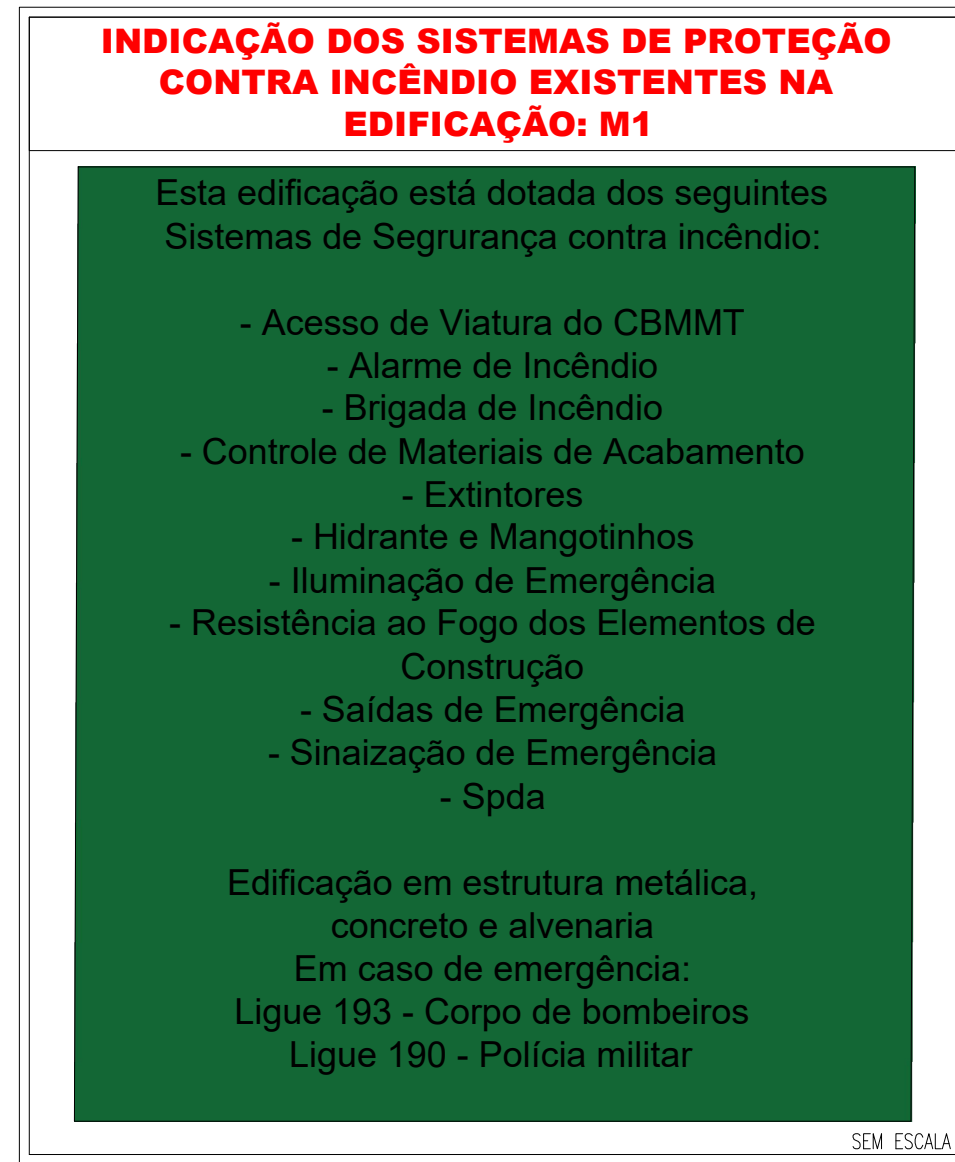 INDICAÇÃO DOS SISTEMAS DE PROTEÇÃO
CONTRA INCÊNDIO EXISTENTES NA
EDIFICAÇÃO: M1
Esta edificação está dotada dos seguintes
Sistemas de Segrurança contra incêndio:
- Acesso de Viatura do CBMMT
- Alarme de Incêndio
- Brigada de Incêndio
- Controle de Materiais de Acabamento
- Extintores
- Hidrante e Mangotinhos
- Iluminação de Emergência
- Resistência ao Fogo dos Elementos de
Construção
- Saídas de Emergência
- Sinaização de Emergência
- Spda
Edificação em estrutura metálica,
concreto e alvenaria
Em caso de emergência:
Ligue 193 - Corpo de bombeiros
Ligue 190 - Polícia militar
SEM ESCALA